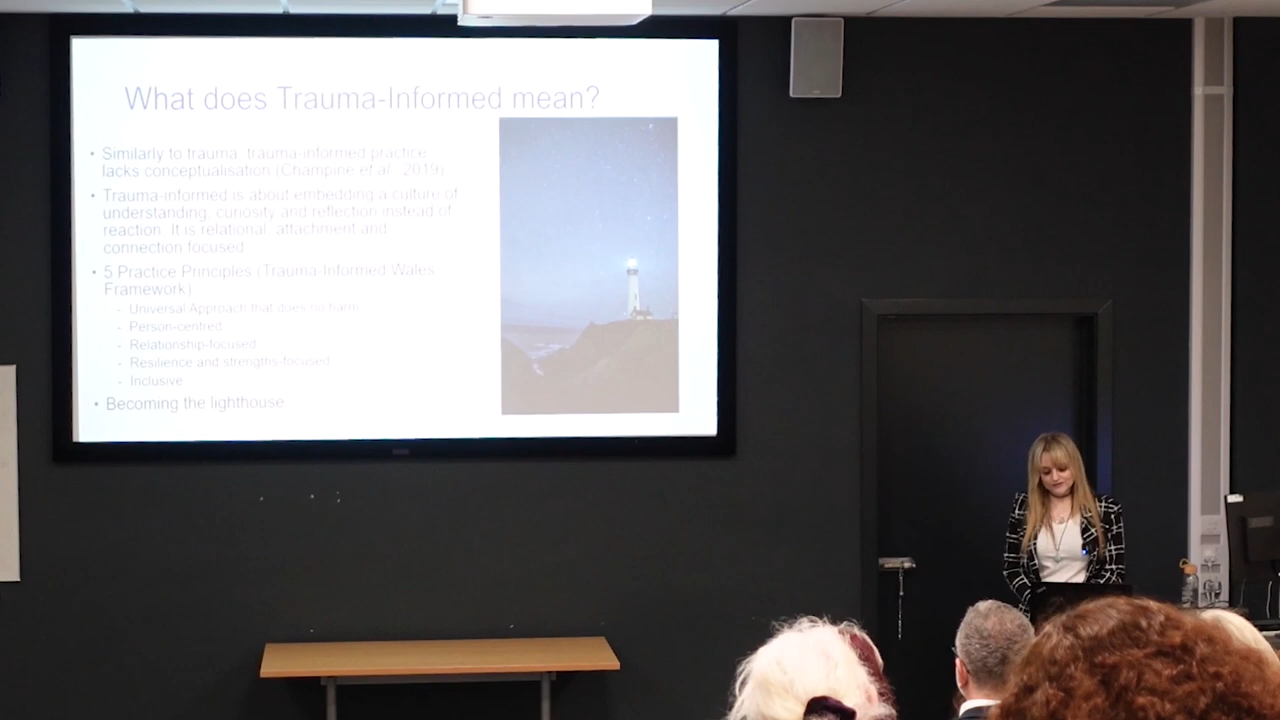 What does Trauma-Informed mean?
• Similarly to trauma, trauma-informed practice
lacks conceptualisation (Champine et al., 2019)
• Trauma-informed is about embedding a culture of
understanding, curiosity and reflection instead of
reaction. It is relational, attachment and
connection focused
• 5 Practice Principles (Trauma-Informed Wales
Framework)
- Universal Approach that does no harm
- Person-centred
- Relationship-focused
- Resilience and strengths-focused
- Inclusive
• Becoming the lighthouse